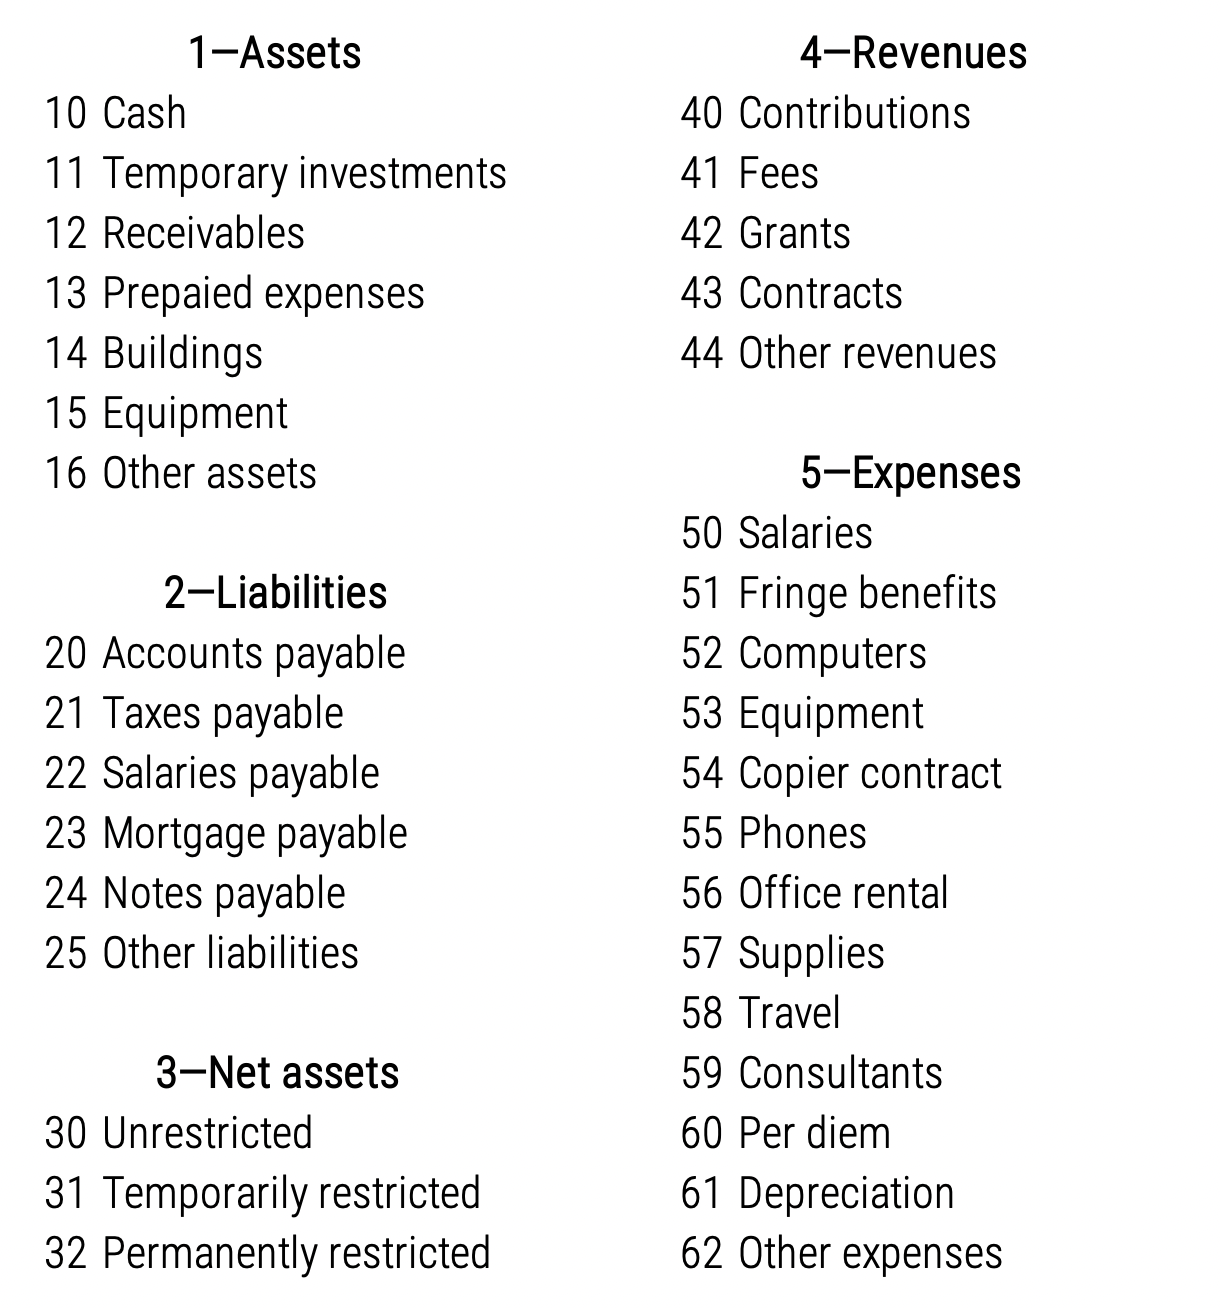 1—Assets
10 Cash
11 Temporary investments
12 Receivables
13 Prepaied expenses
14 Buildings
15 Equipment
16 Other assets
2—Liabilities
20 Accounts payable
21 Taxes payable
22 Salaries payable
23 Mortgage payable
24 Notes payable
25 Other liabilities
3—Net assets
30 Unrestricted
31 Temporarily restricted
32 Permanently restricted
4—Revenues
40 Contributions
41 Fees
42 Grants
43 Contracts
44 Other revenues
5—Expenses
50 Salaries
51 Fringe benefits
52 Computers
53 Equipment
54 Copier contract
55 Phones
56 Office rental
57 Supplies
58 Travel
59 Consultants
60 Per diem
61 Depreciation
62 Other expenses